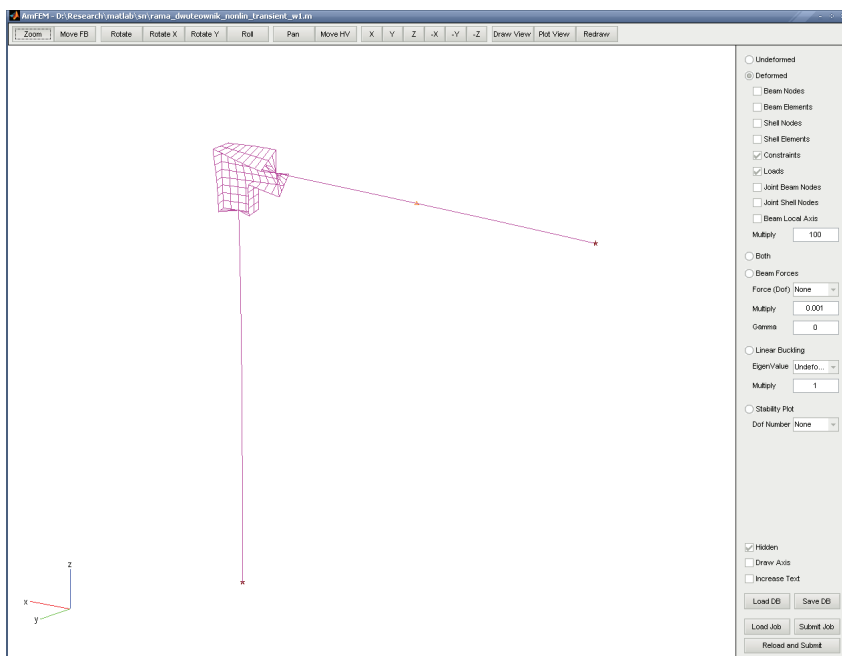 AmFEM - D:\Research\matlab\sn\rama_dwuteownik_nonlin_transient_w1.m
Zoom Move FB Rotate Rotate X Rotate Y Roll Pan Move HV X Y Z -X -Y -Z Draw View Plot View Redraw
Undeformed
Deformed
Beam Nodes
Beam Elements
Shell Nodes
Shell Elements
Constraints
Loads
Joint Beam Nodes
Joint Shell Nodes
Beam Local Axis
Multiply 100
Both
Beam Forces
Force (Dof) None
Multiply 0.001
Gamma 0
Linear Buckling
EigenValue Undefo...
Multiply 1
Stability Plot
Dof Number None
z
x
y
Hidden
Draw Axis
Increase Text
Load DB Save DB
Load Job Submit Job
Reload and Submit